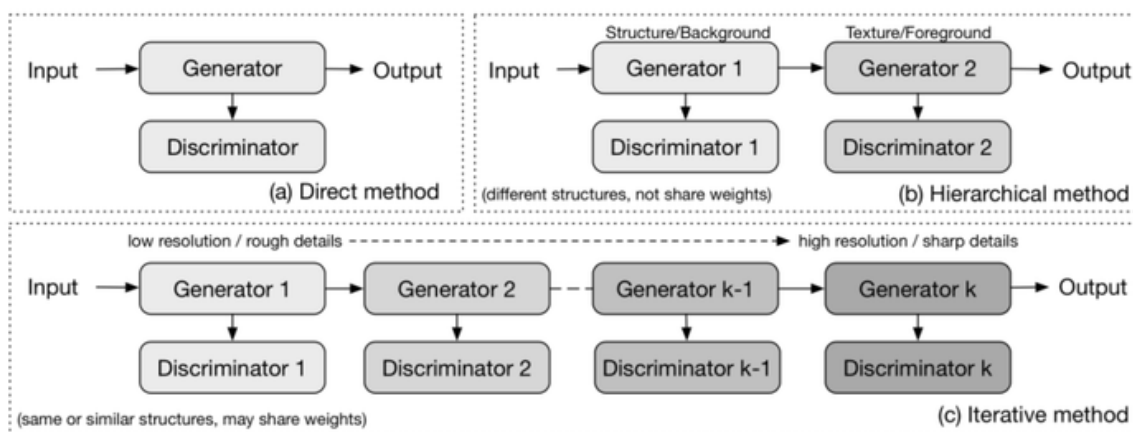 Input
Generator
Output
Discriminator
(a) Direct method
Structure/Background
Texture/Foreground
Input
Generator 1
Generator 2
Output
Discriminator 1
Discriminator 2
(different structures, not share weights)
(b) Hierarchical method
low resolution / rough details
high resolution / sharp details
Input
Generator 1
Generator 2
Generator k-1
Generator k
Output
Discriminator 1
Discriminator 2
Discriminator k-1
Discriminator k
(same or similar structures, may share weights)
(c) Iterative method